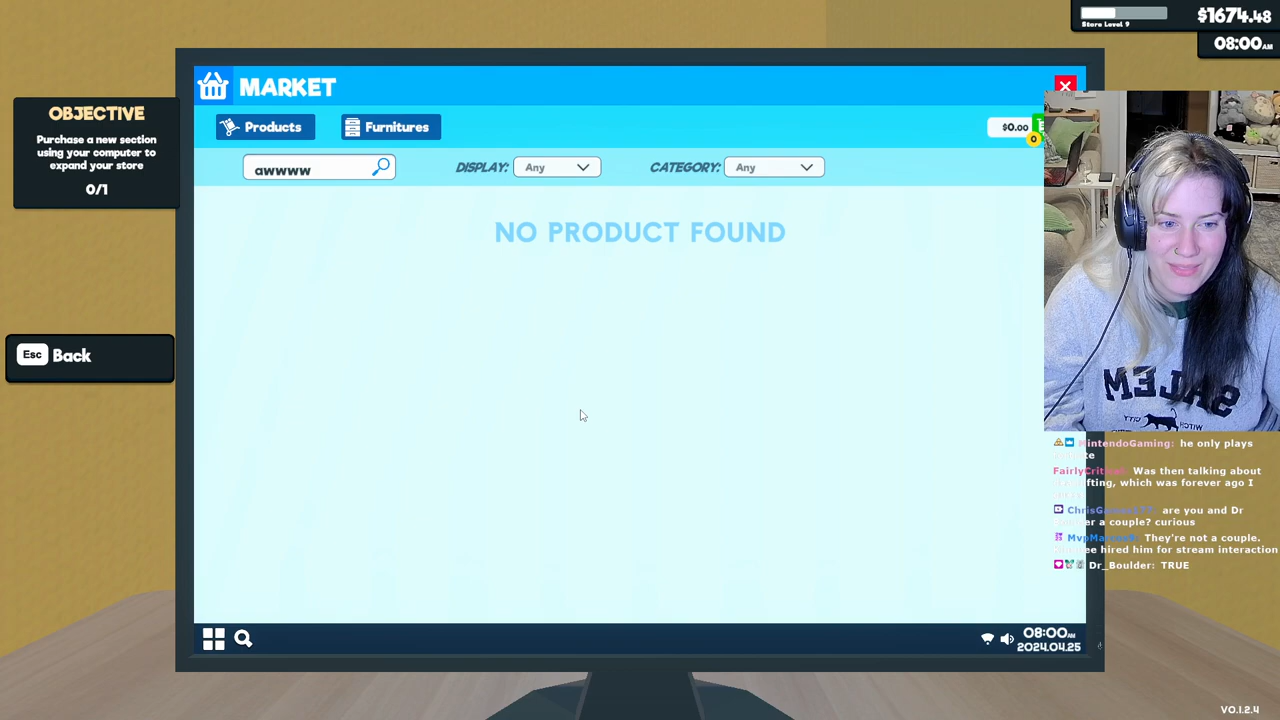 $1674.48
Store Level 9
08:00AM
MARKET
OBJECTIVE
Purchase a new section
using your computer to
expand your store
0/1
Products
Furnitures
$0.00
0
awwww
DISPLAY: Any
CATEGORY: Any
NO PRODUCT FOUND
Esc Back
SALEM
MintendoGaming: he only plays
Was then talking about
which was forever ago I
are you and Dr
a couple? curious
They're not a couple.
hired him for stream interaction
Dr_Boulder: TRUE
08:00AM
2024.04.25
V0.1.2.4